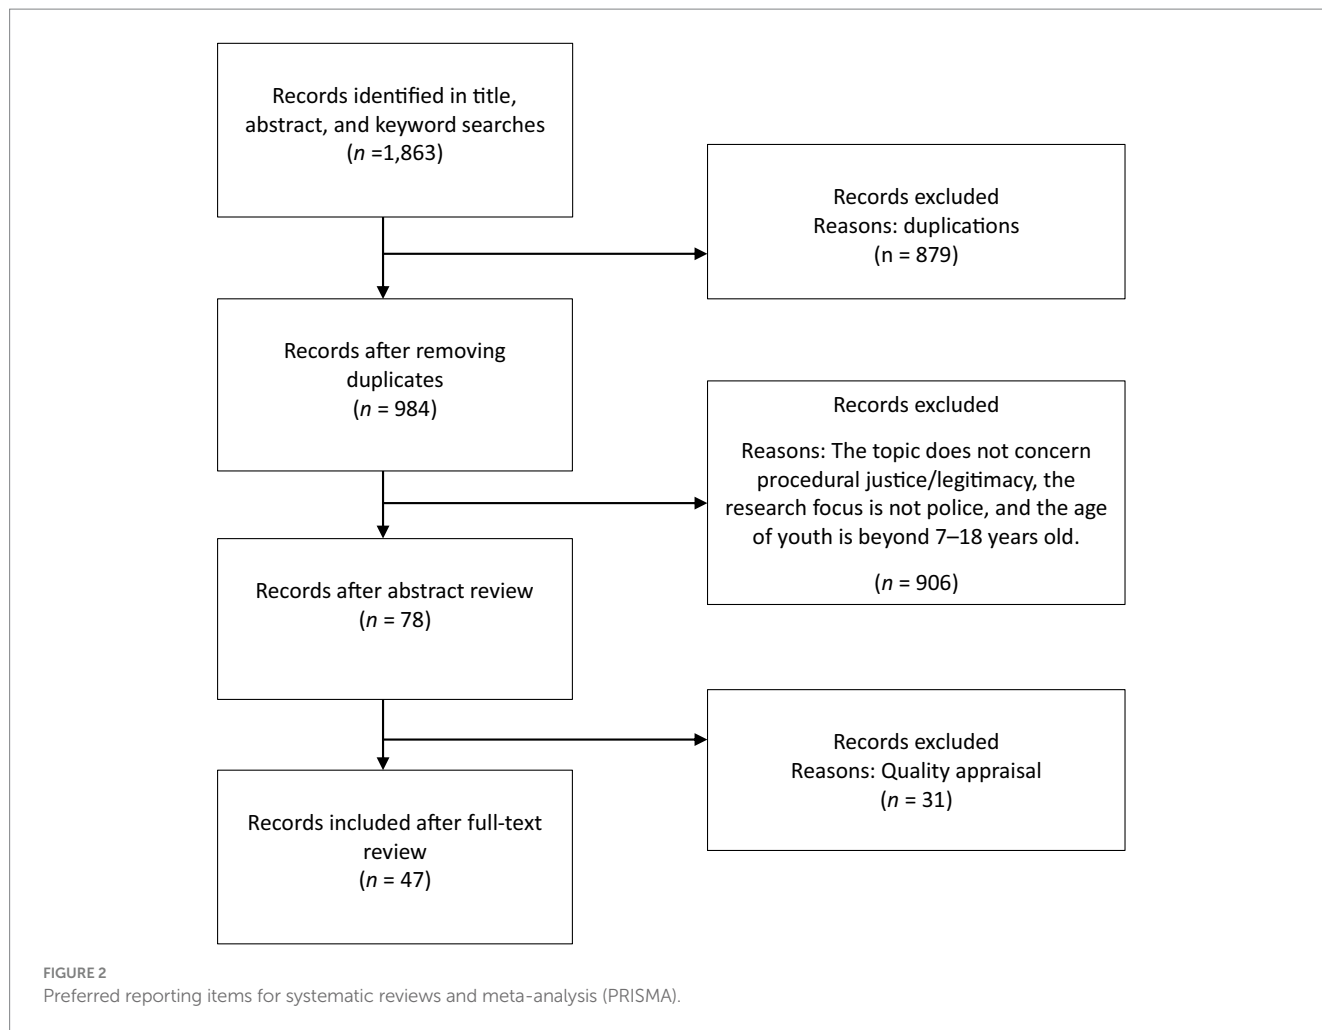 Records identified in title,
abstract, and keyword searches
(n =1,863)
Records excluded
Reasons: duplications
(n = 879)
Records after removing
duplicates
(n = 984)
Records excluded
Reasons: The topic does not concern
procedural justice/legitimacy, the
research focus is not police, and the age
of youth is beyond 7–18 years old.
(n = 906)
Records after abstract review
(n = 78)
Records excluded
Reasons: Quality appraisal
(n = 31)
Records included after full-text
review
(n = 47)
FIGURE 2
Preferred reporting items for systematic reviews and meta-analysis (PRISMA).